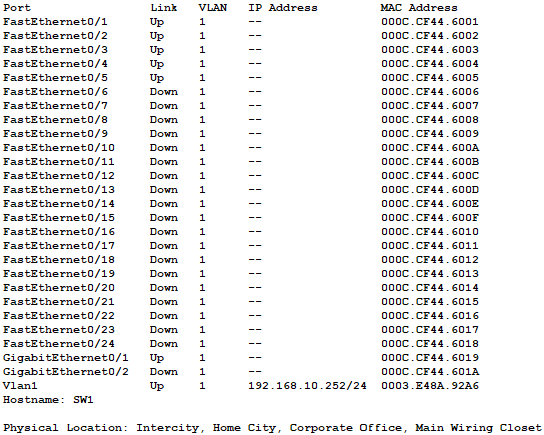 Port Link VLAN IP Address MAC Address
FastEthernet0/1 Up 1 -- 000C.CF44.6001
FastEthernet0/2 Up 1 -- 000C.CF44.6002
FastEthernet0/3 Up 1 -- 000C.CF44.6003
FastEthernet0/4 Up 1 -- 000C.CF44.6004
FastEthernet0/5 Up 1 -- 000C.CF44.6005
FastEthernet0/6 Down 1 -- 000C.CF44.6006
FastEthernet0/7 Down 1 -- 000C.CF44.6007
FastEthernet0/8 Down 1 -- 000C.CF44.6008
FastEthernet0/9 Down 1 -- 000C.CF44.6009
FastEthernet0/10 Down 1 -- 000C.CF44.600A
FastEthernet0/11 Down 1 -- 000C.CF44.600B
FastEthernet0/12 Down 1 -- 000C.CF44.600C
FastEthernet0/13 Down 1 -- 000C.CF44.600D
FastEthernet0/14 Down 1 -- 000C.CF44.600E
FastEthernet0/15 Down 1 -- 000C.CF44.600F
FastEthernet0/16 Down 1 -- 000C.CF44.6010
FastEthernet0/17 Down 1 -- 000C.CF44.6011
FastEthernet0/18 Down 1 -- 000C.CF44.6012
FastEthernet0/19 Down 1 -- 000C.CF44.6013
FastEthernet0/20 Down 1 -- 000C.CF44.6014
FastEthernet0/21 Down 1 -- 000C.CF44.6015
FastEthernet0/22 Down 1 -- 000C.CF44.6016
FastEthernet0/23 Down 1 -- 000C.CF44.6017
FastEthernet0/24 Down 1 -- 000C.CF44.6018
GigabitEthernet0/1 Up 1 -- 000C.CF44.6019
GigabitEthernet0/2 Down 1 -- 000C.CF44.601A
Vlan1 Up 1 192.168.10.252/24 0003.E48A.92A6
Hostname: SW1
Physical Location: Intercity, Home City, Corporate Office, Main Wiring Closet